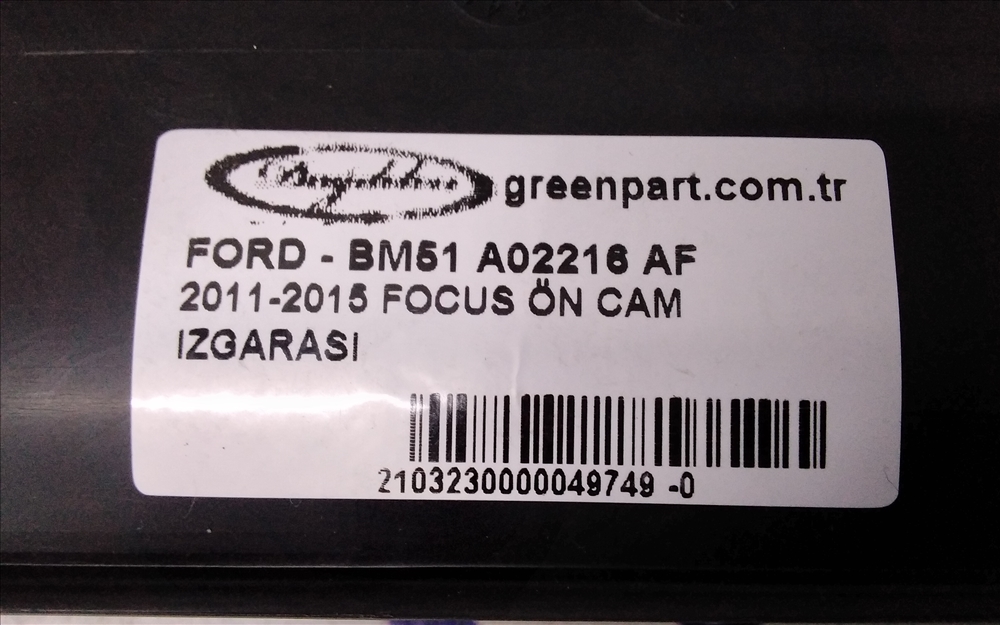 greenpart.com.tr
FORD - BM51 A02216 AF
2011-2015 FOCUS ÖN CAM
IZGARASI
2103230000049749 -0